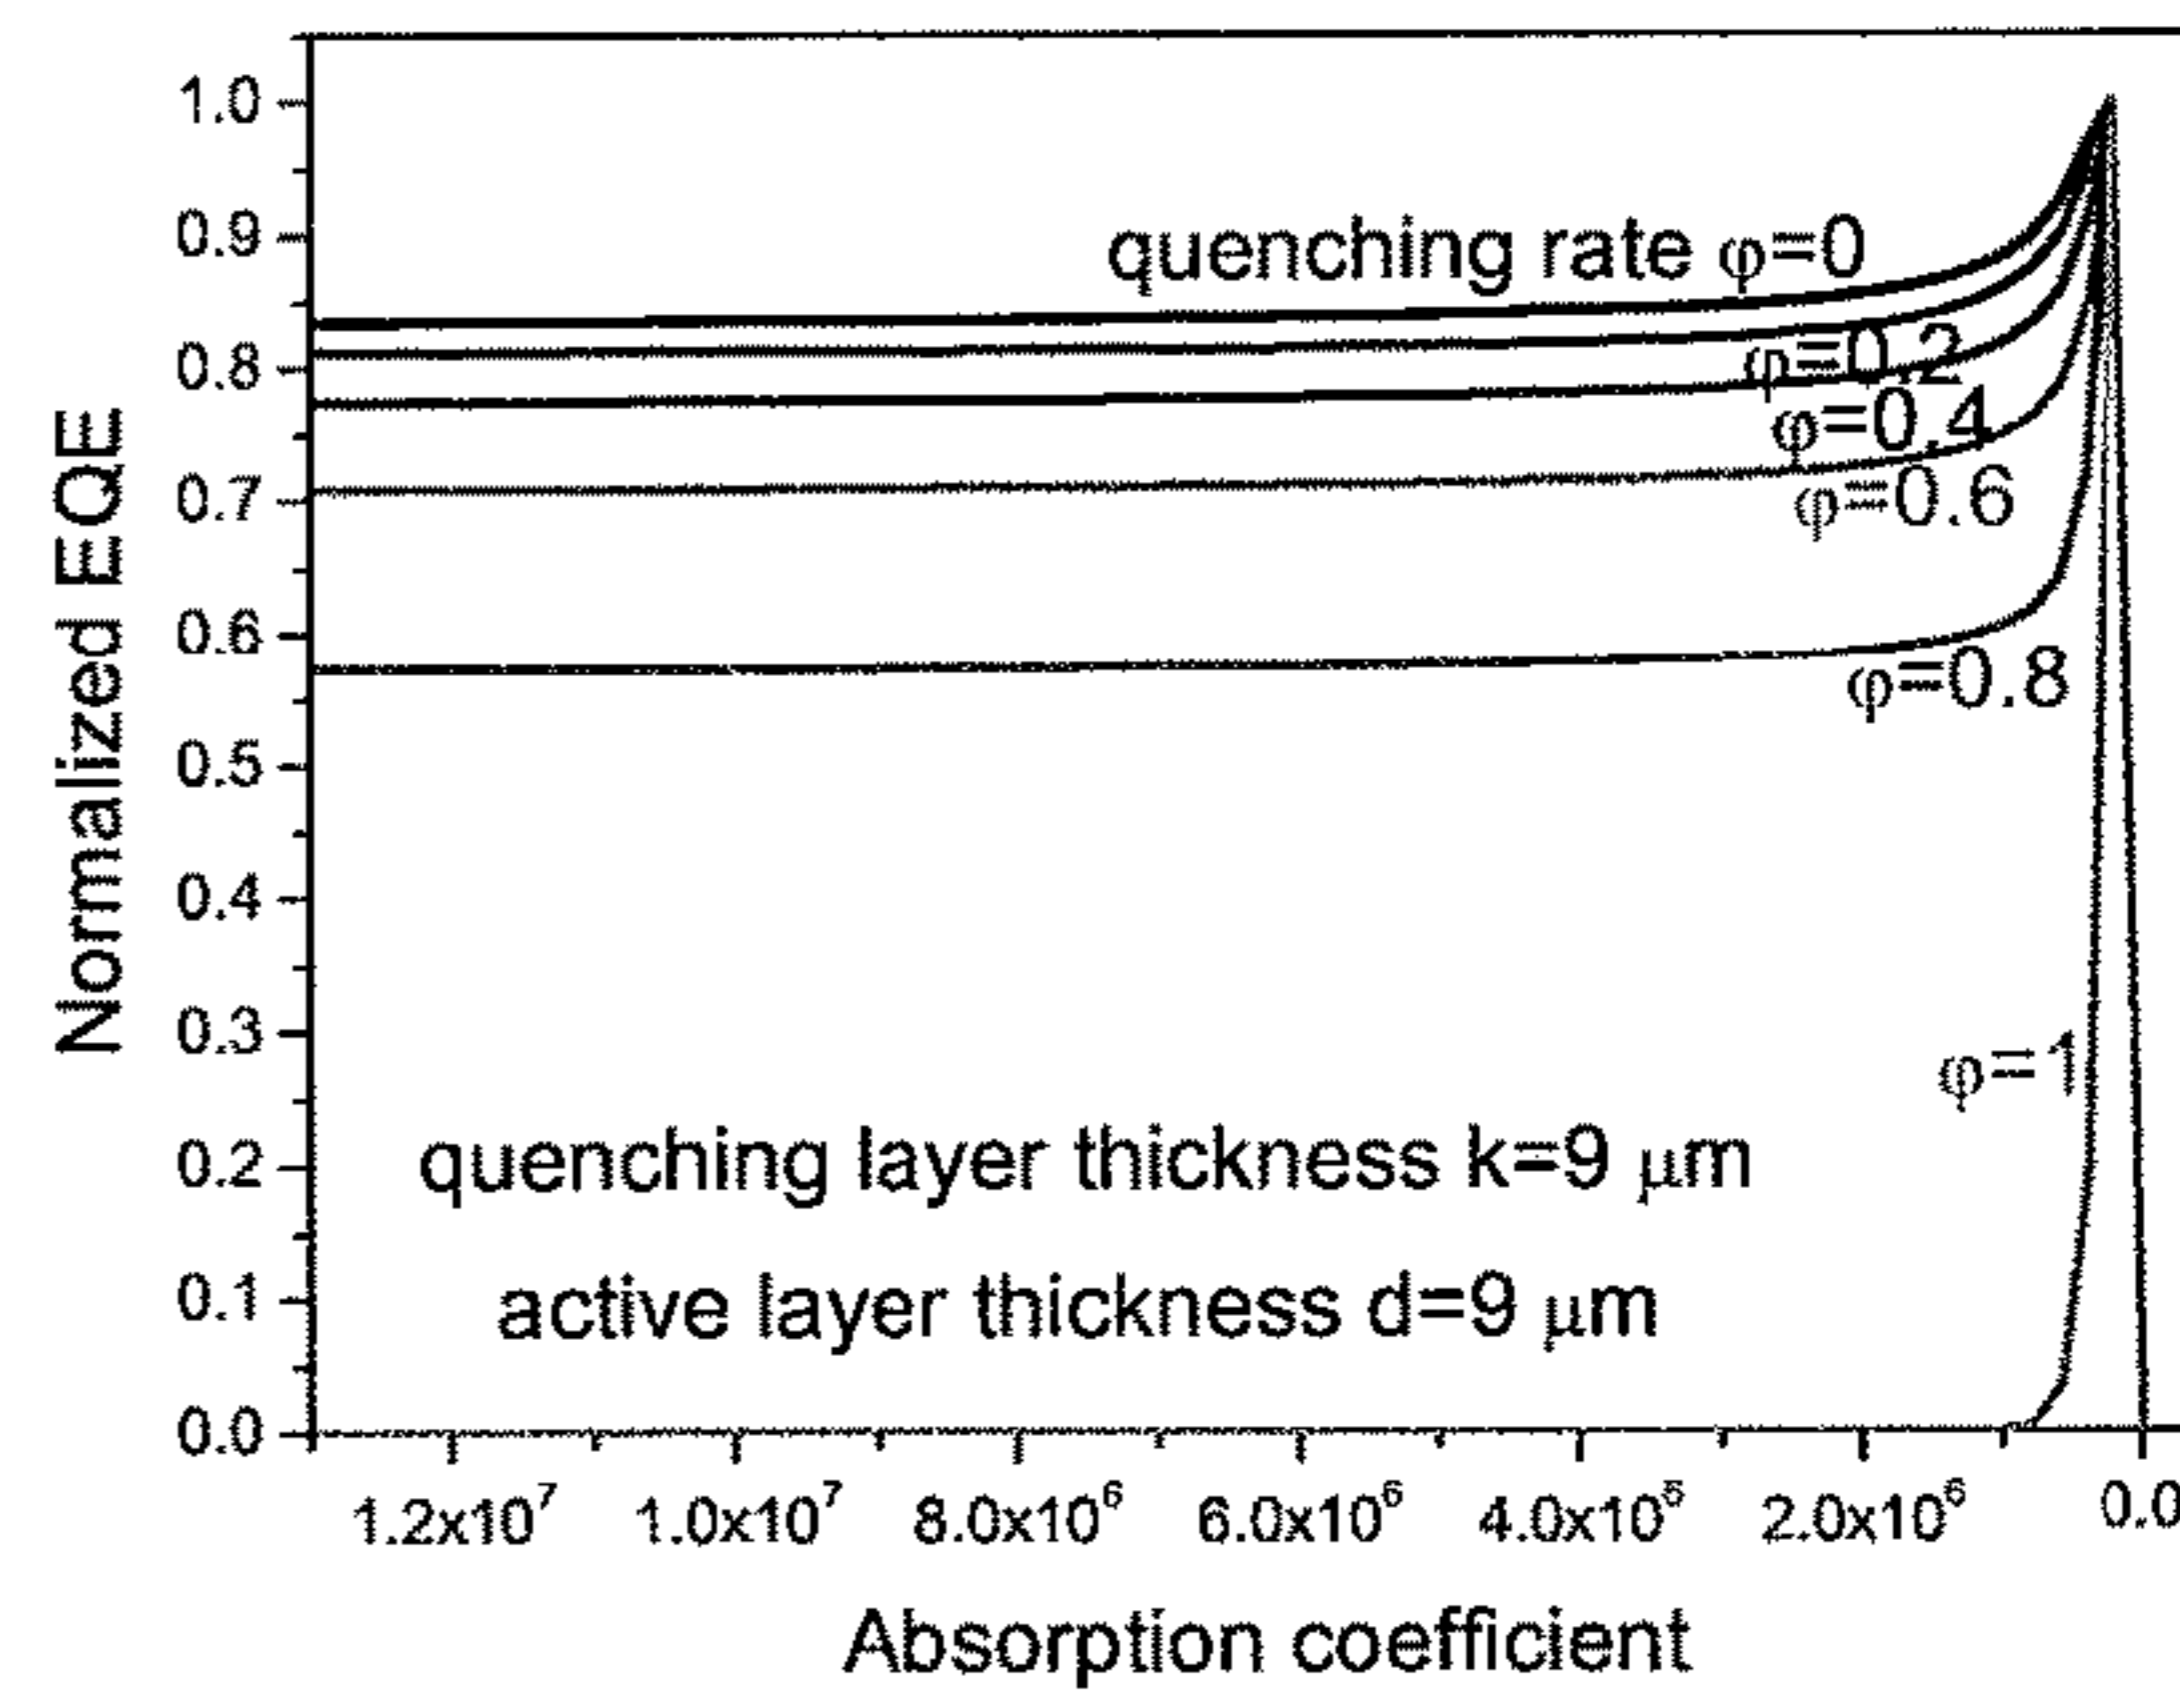 Normalized EQE
1.0
0.9
0.8
0.7
0.6
0.5
0.4
0.3
0.2
0.1
0.0
quenching rate φ=0
φ=0.2
φ=0.4
φ=0.6
φ=0.8
φ=1
quenching layer thickness k=9 μm
active layer thickness d=9 μm
1.2x10⁷ 1.0x10⁷ 8.0x10⁶ 6.0x10⁶ 4.0x10⁶ 2.0x10⁶ 0.0
Absorption coefficient